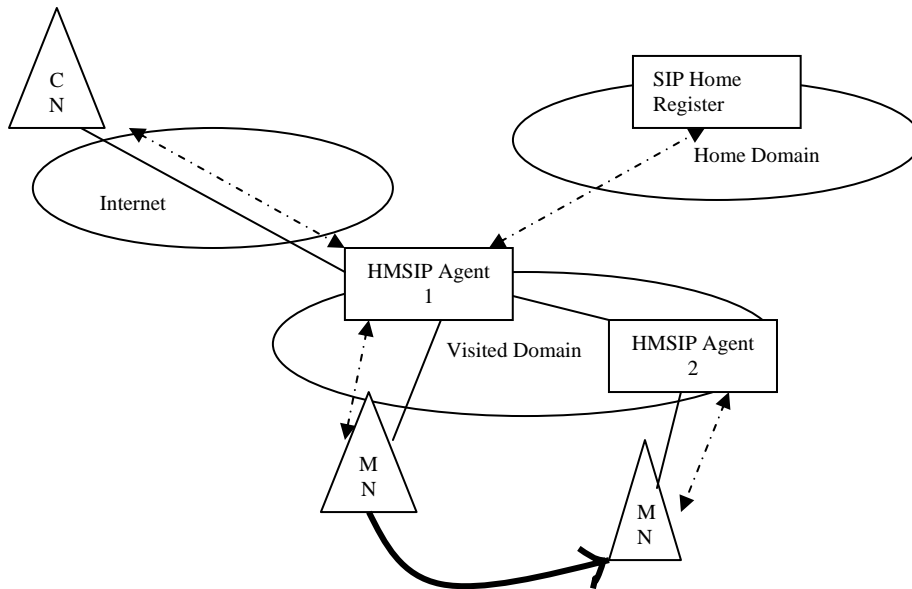 C
N
SIP Home
Register
Home Domain
Internet
HMSIP Agent
1
Visited Domain
HMSIP Agent
2
M
N
M
N